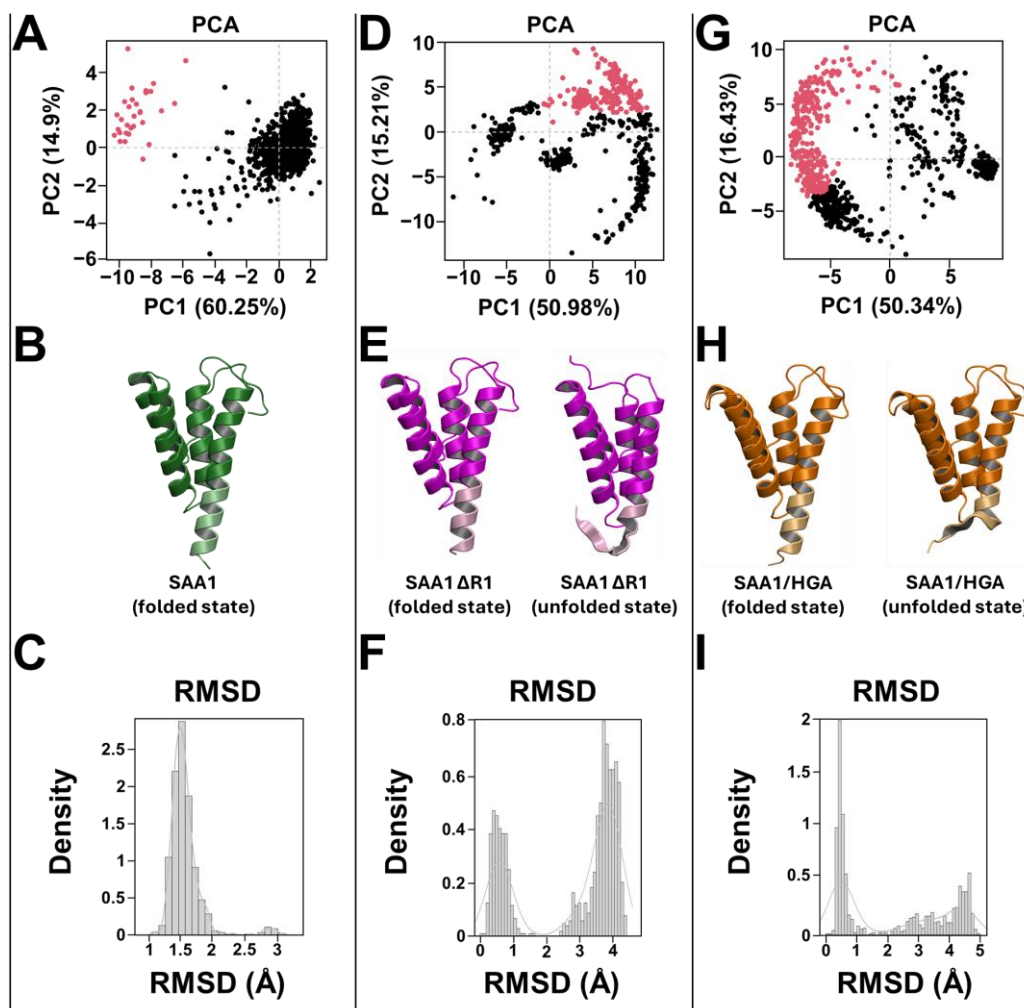 A
PCA
PC2 (14.9%)
4
2
0
−2
−4
−6
−10 −8 −6 −4 −2 0 2
PC1 (60.25%)
B
SAA1
(folded state)
C
RMSD
Density
2.5
2
1.5
1
0.5
0
1 1.5 2 2.5 3
RMSD (Å)
D
PCA
PC2 (15.21%)
10
5
0
−5
−10
−10 −5 0 5 10
PC1 (50.98%)
E
SAA1 ΔR1
(folded state)
SAA1 ΔR1
(unfolded state)
F
RMSD
Density
0.8
0.6
0.4
0.2
0
0 1 2 3 4
RMSD (Å)
G
PCA
PC2 (16.43%)
10
5
0
−5
−5 0 5
PC1 (50.34%)
H
SAA1/HGA
(folded state)
SAA1/HGA
(unfolded state)
I
RMSD
Density
2
1.5
1
0.5
0
0 1 2 3 4 5
RMSD (Å)